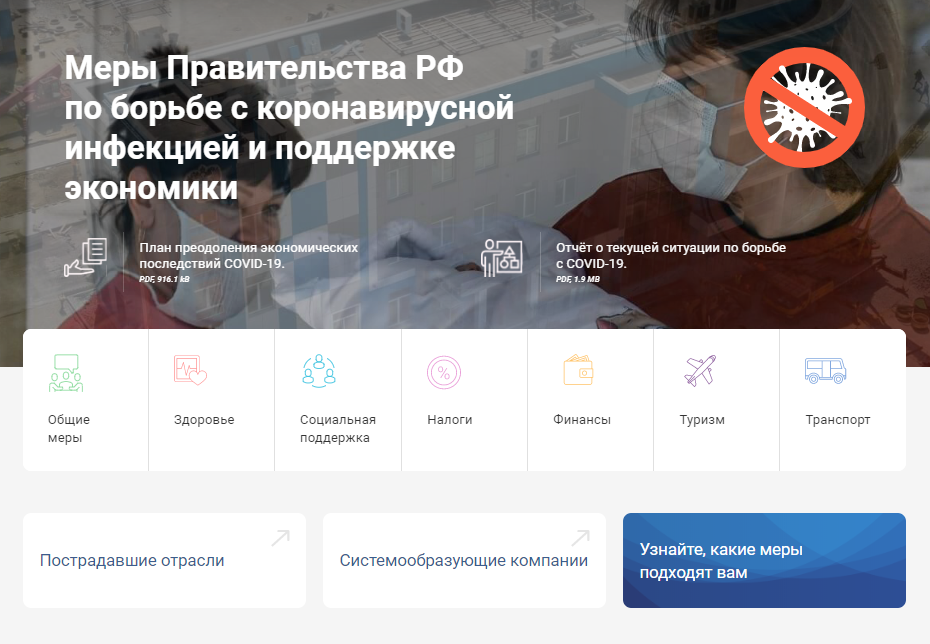 Меры Правительства РФ
по борьбе с коронавирусной
инфекцией и поддержке
экономики
План преодоления экономических
последствий COVID-19.
PDF, 916.1 kB
Отчёт о текущей ситуации по борьбе
с COVID-19.
PDF, 1.9 MB
Общие
меры
Здоровье
Социальная
поддержка
%
Налоги
Финансы
Туризм
Транспорт
Пострадавшие отрасли
Системообразующие компании
Узнайте, какие меры
подходят вам